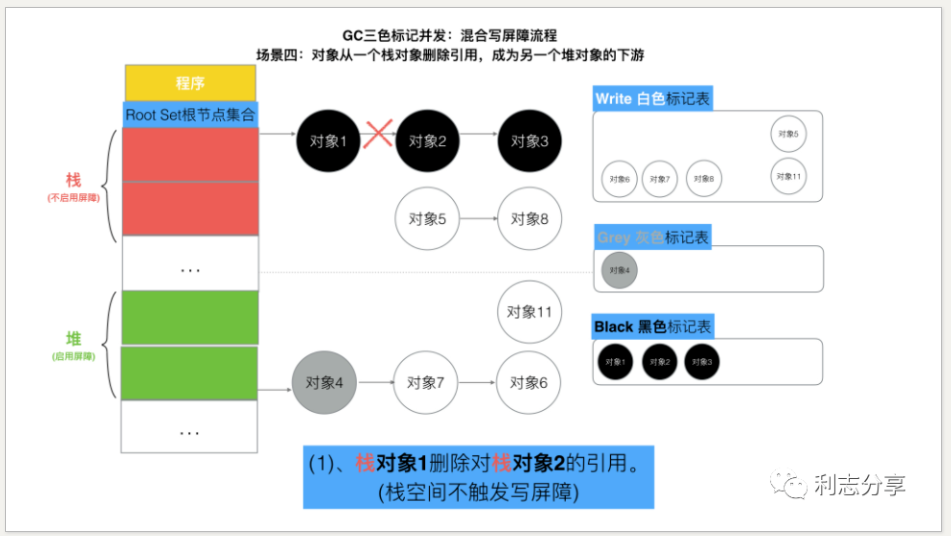 GC三色标记并发：混合写屏障流程
场景四：对象从一个栈对象删除引用，成为另一个堆对象的下游
程序
Root Set根节点集合
栈
(不启用屏障)
...
堆
(启用屏障)
...
对象1
对象2
对象3
对象5
对象8
对象11
对象4
对象7
对象6
Write 白色标记表
对象5
对象6
对象7
对象8
对象11
Grey 灰色标记表
对象4
Black 黑色标记表
对象1
对象2
对象3
(1)、栈对象1删除对栈对象2的引用。
(栈空间不触发写屏障)
利志分享